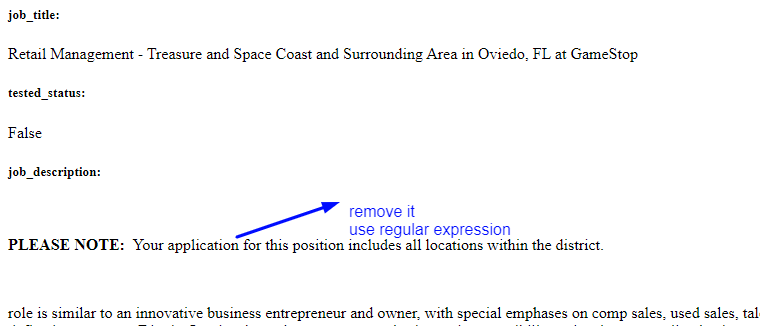 job_title:
Retail Management - Treasure and Space Coast and Surrounding Area in Oviedo, FL at GameStop
tested_status:
False
job_description:
remove it
use regular expression
PLEASE NOTE: Your application for this position includes all locations within the district.
role is similar to an innovative business entrepreneur and owner, with special emphases on comp sales, used sales,